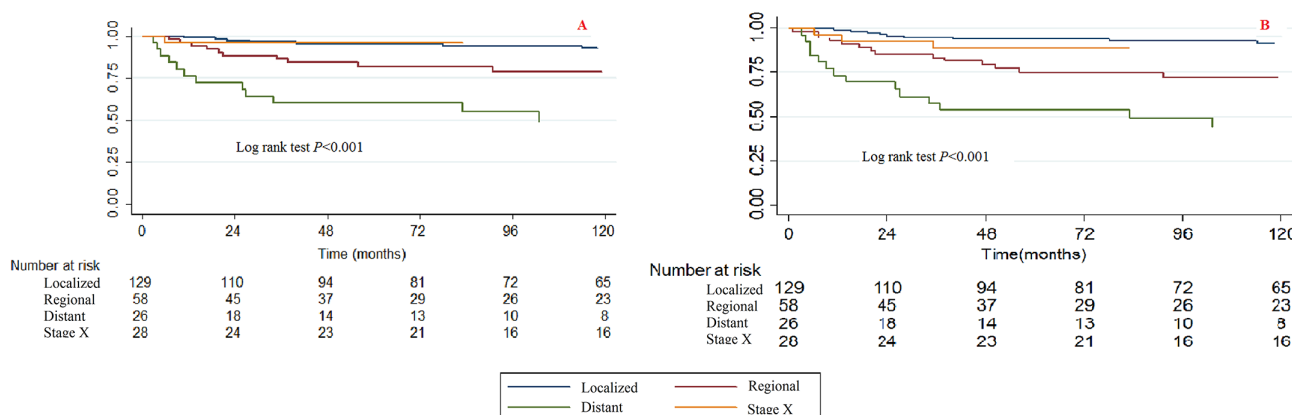 A
1.00
0.75
0.50
0.25
0.00
Log rank test P<0.001
0 24 48 72 96 120
Time (months)
Number at risk
Localized 129 110 94 81 72 65
Regional 58 45 37 29 26 23
Distant 26 18 14 13 10 8
Stage X 28 24 23 21 16 16
B
1.00
0.75
0.50
0.25
0.00
Log rank test P<0.001
0 24 48 72 96 120
Time(months)
Number at risk
Localized 129 110 94 81 72 65
Regional 58 45 37 29 26 23
Distant 26 18 14 13 10 8
Stage X 28 24 23 21 16 16
Localized Regional
Distant Stage X